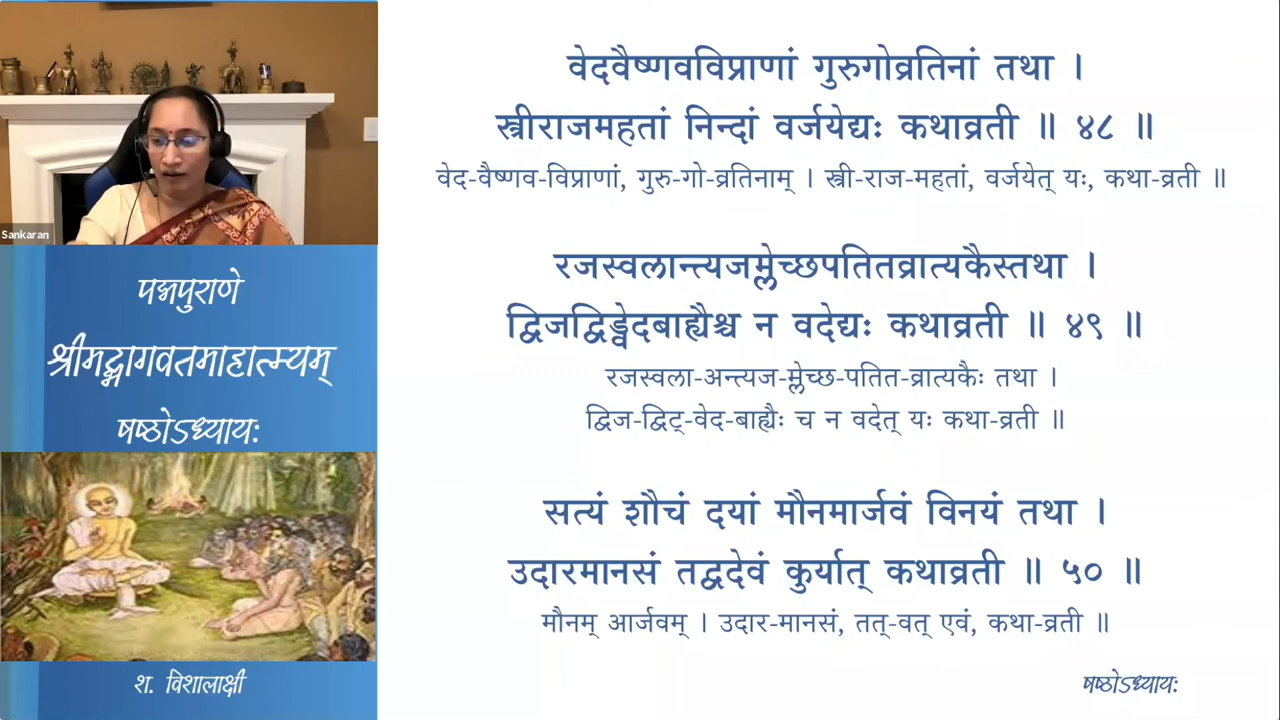 Sankaran
पद्मपुराणे
श्रीमद्भागवतमाहात्म्यम्
षष्ठोऽध्यायः
श. विशालाक्षी
वेदवैष्णवविप्राणां गुरुगोव्रतिनां तथा ।
स्त्रीराजमहतां निन्दां वर्जयेद्यः कथाव्रती ॥ ४८ ॥
वेद-वैष्णव-विप्राणां, गुरु-गो-व्रतिनाम् । स्त्री-राज-महतां, वर्जयेत् यः, कथा-व्रती ॥
रजस्वलान्त्यजम्लेच्छपतितव्रात्यकैस्तथा ।
द्विजद्विड्वेदबाह्यैश्च न वदेद्यः कथाव्रती ॥ ४९ ॥
रजस्वला-अन्त्यज-म्लेच्छ-पतित-व्रात्यकैः तथा ।
द्विज-द्विट्-वेद-बाह्यैः च न वदेत् यः कथा-व्रती ॥
सत्यं शौचं दयां मौनमार्जवं विनयं तथा ।
उदारमानसं तद्वदेवं कुर्यात् कथाव्रती ॥ ५० ॥
मौनम् आर्जवम् । उदार-मानसं, तत्-वत् एवं, कथा-व्रती ॥
षष्ठोऽध्यायः